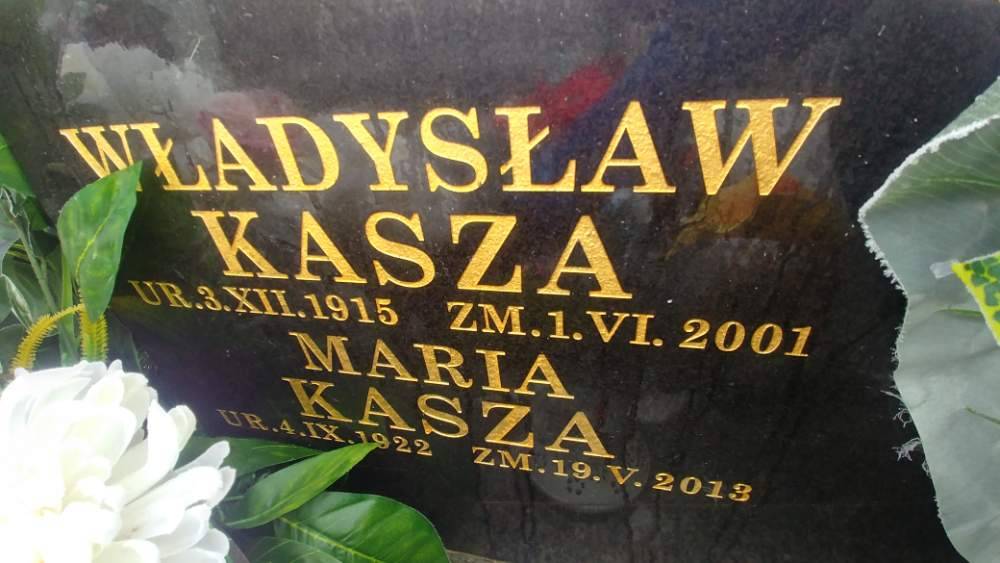 WŁADYSŁAW
KASZA
UR.3.XII.1915 ZM.1.VI.2001
MARIA
KASZA
UR.4.IX.1922 ZM.19.V.2013